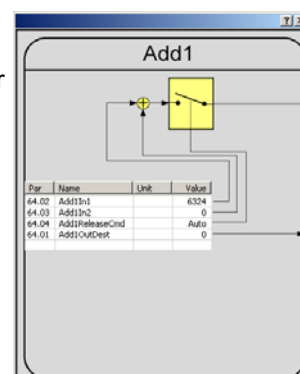 r
Add1
Par Name Unit Value
64.02 Add1In1 6324
64.03 Add1In2 0
64.04 Add1ReleaseCmd Auto
64.01 Add1OutDest 0